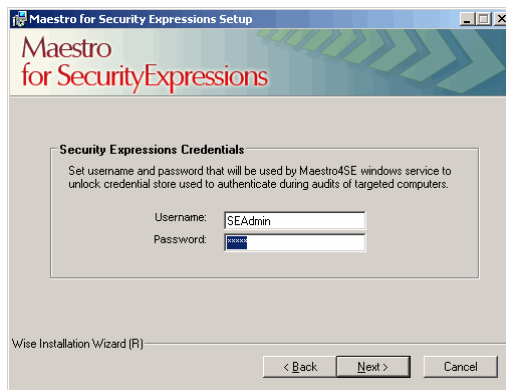 Maestro for Security Expressions Setup
Maestro
for SecurityExpressions
Security Expressions Credentials
Set username and password that will be used by Maestro4SE windows service to
unlock credential store used to authenticate during audits of targeted computers.
Username: SEAdmin
Password: xxxxx
Wise Installation Wizard (R)
< Back Next > Cancel